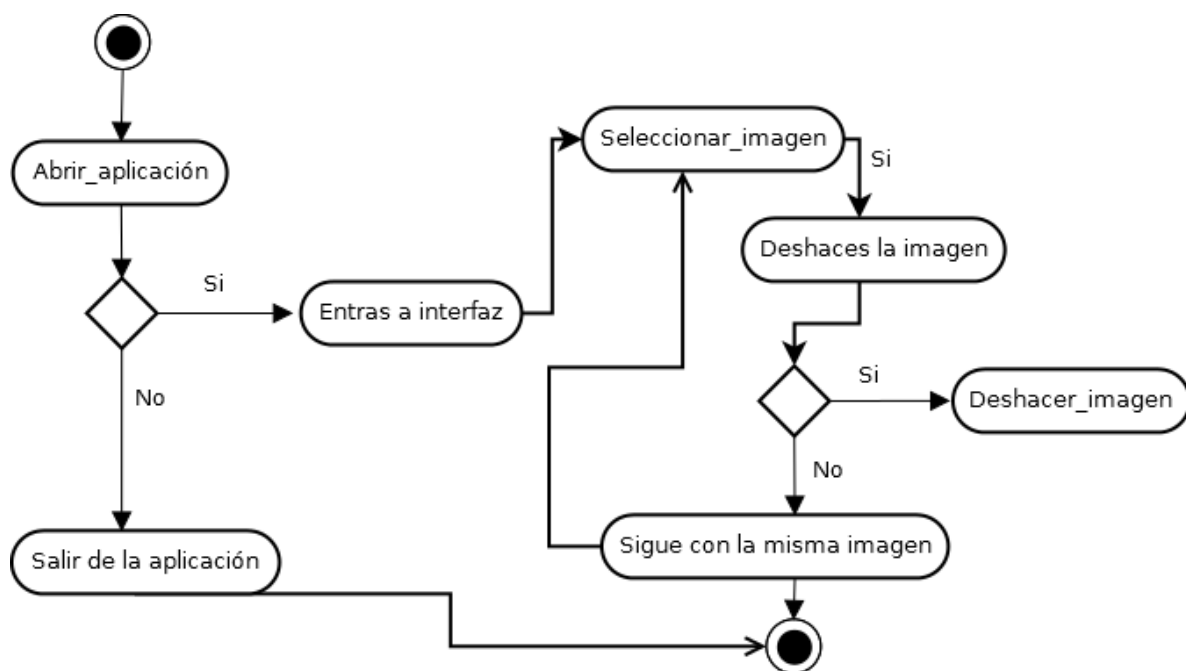 Abrir_aplicación
Seleccionar_imagen
Si
Deshaces la imagen
Si
Entras a interfaz
Si
Deshacer_imagen
No
No
Salir de la aplicación
Sigue con la misma imagen